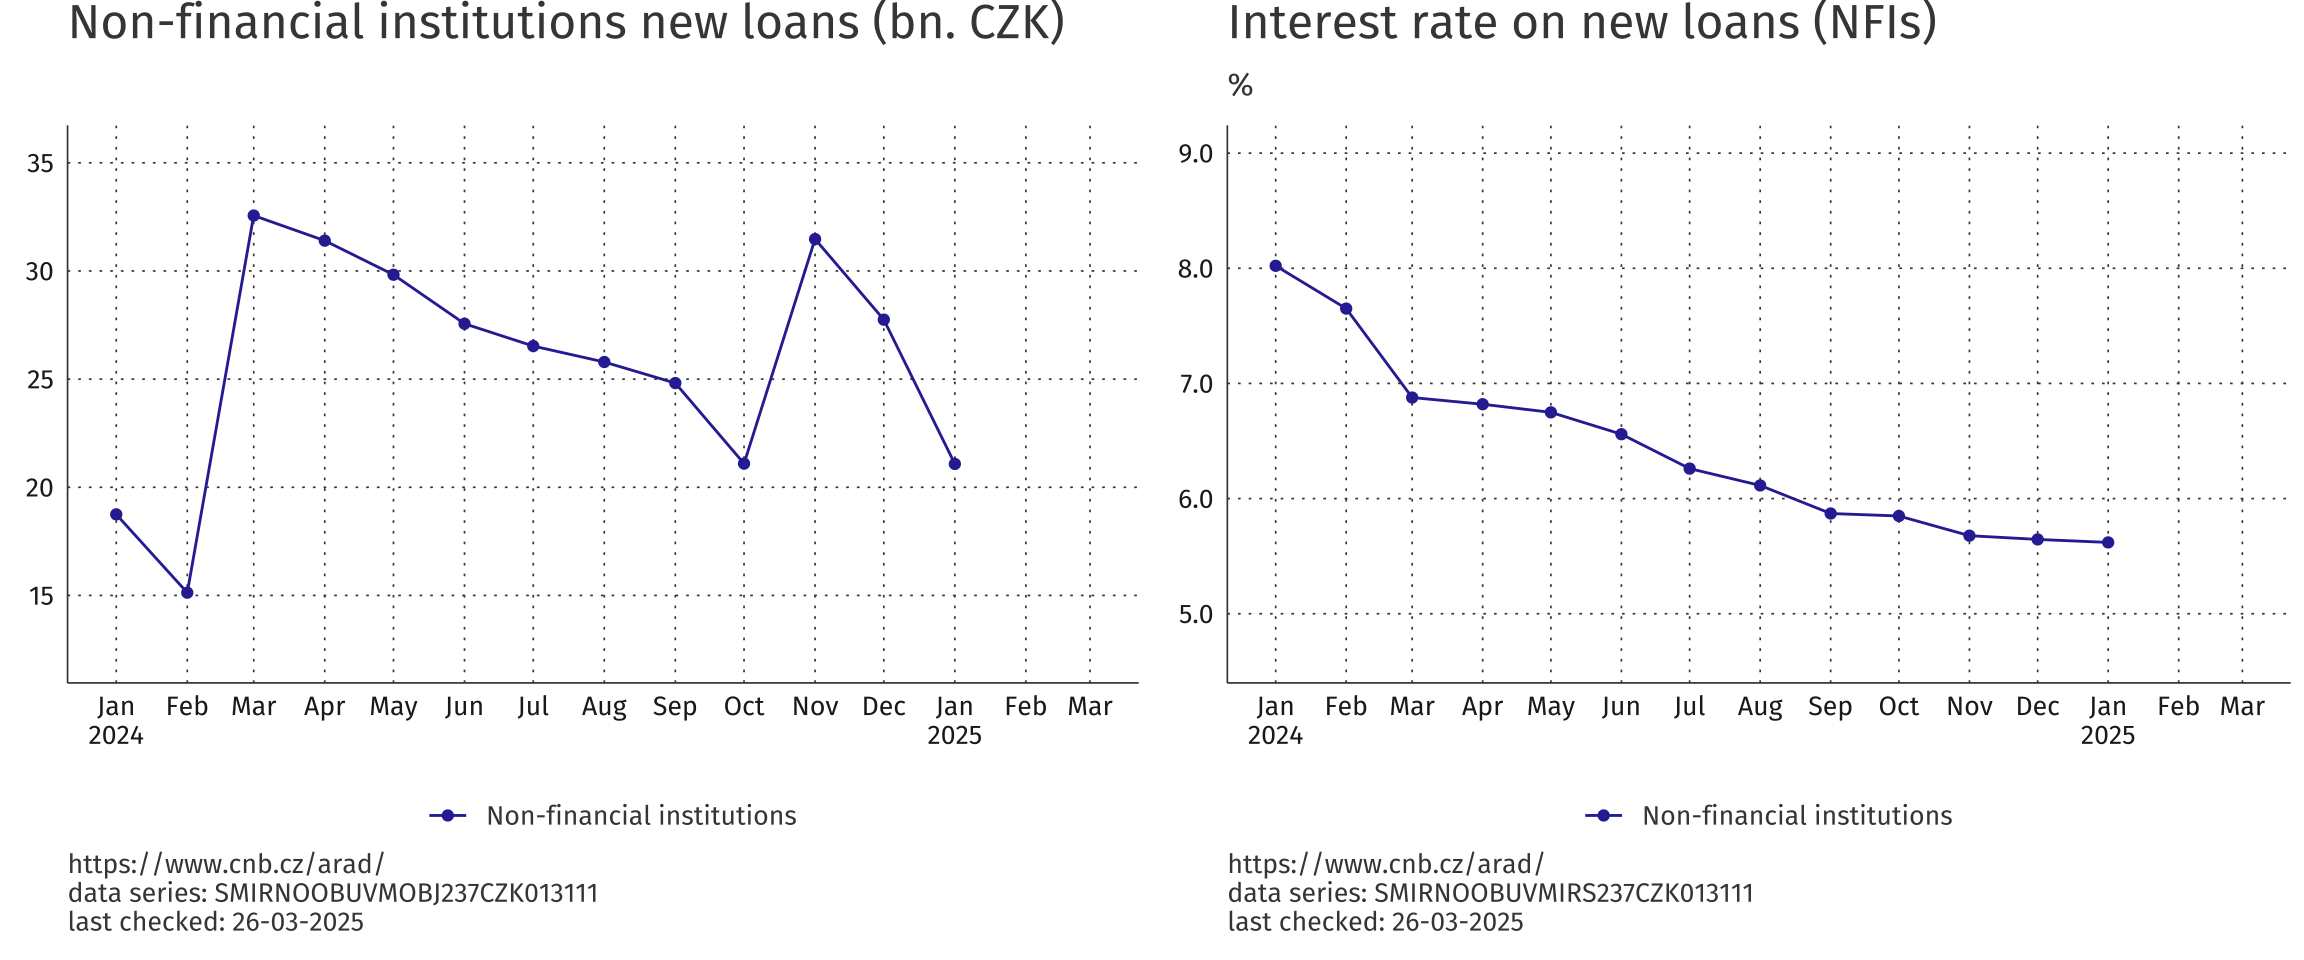 Non-financial institutions new loans (bn. CZK)
35
30
25
20
15
Jan Feb Mar Apr May Jun Jul Aug Sep Oct Nov Dec Jan Feb Mar
2024 2025
Non-financial institutions
https://www.cnb.cz/arad/
data series: SMIRNOOBUVMOBJ237CZK013111
last checked: 26-03-2025
Interest rate on new loans (NFIs)
%
9.0
8.0
7.0
6.0
5.0
Jan Feb Mar Apr May Jun Jul Aug Sep Oct Nov Dec Jan Feb Mar
2024 2025
Non-financial institutions
https://www.cnb.cz/arad/
data series: SMIRNOOBUVMIRS237CZK013111
last checked: 26-03-2025